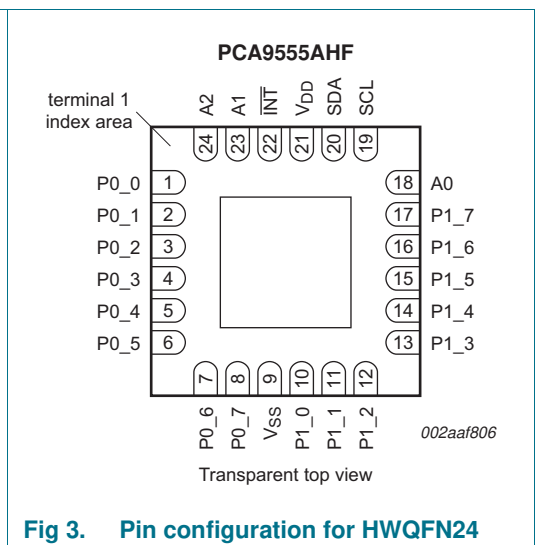 PCA9555AHF
terminal 1
index area
A2
A1
INT
VDD
SDA
SCL
24
23
22
21
20
19
P0_0 1
P0_1 2
P0_2 3
P0_3 4
P0_4 5
P0_5 6
18 A0
17 P1_7
16 P1_6
15 P1_5
14 P1_4
13 P1_3
7
8
9
10
11
12
P0_6
P0_7
VSS
P1_0
P1_1
P1_2
002aaf806
Transparent top view
Fig 3. Pin configuration for HWQFN24